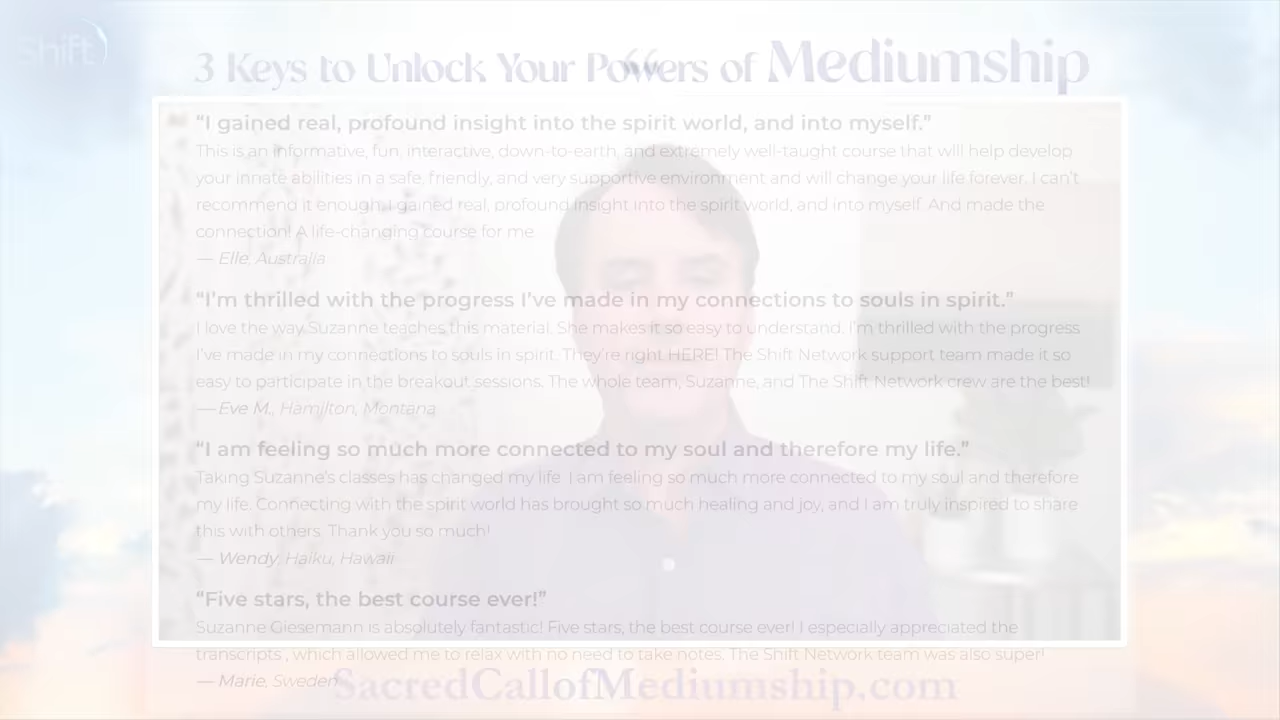 Shift
3 Keys to Unlock Your Powers of Mediumship
“I gained real, profound insight into the spirit world, and into myself.”
This is an informative, fun, interactive, down-to-earth, and extremely well-taught course that will help develop
your innate abilities in a safe, friendly, and very supportive environment and will change your life forever. I can’t
recommend it enough. I gained real, profound insight into the spirit world, and into myself. And made the
connection! A life-changing course for me.
— Elle, Australia
“I’m thrilled with the progress I’ve made in my connections to souls in spirit.”
I love the way Suzanne teaches this material. She makes it so easy to understand. I’m thrilled with the progress
I’ve made in my connections to souls in spirit. They’re right HERE! The Shift Network support team made it so
easy to participate in the breakout sessions. The whole team, Suzanne, and The Shift Network crew are the best!
— Eve M., Hamilton, Montana
“I am feeling so much more connected to my soul and therefore my life.”
Taking Suzanne’s classes has changed my life. I am feeling so much more connected to my soul and therefore
my life. Connecting with the spirit world has brought so much healing and joy, and I am truly inspired to share
this with others. Thank you so much!
— Wendy, Haiku, Hawaii
“Five stars, the best course ever!”
Suzanne Giesemann is absolutely fantastic! Five stars, the best course ever! I especially appreciated the
transcripts , which allowed me to relax with no need to take notes. The Shift Network team was also super!
— Marie, Sweden
SacredCallofMediumship.com